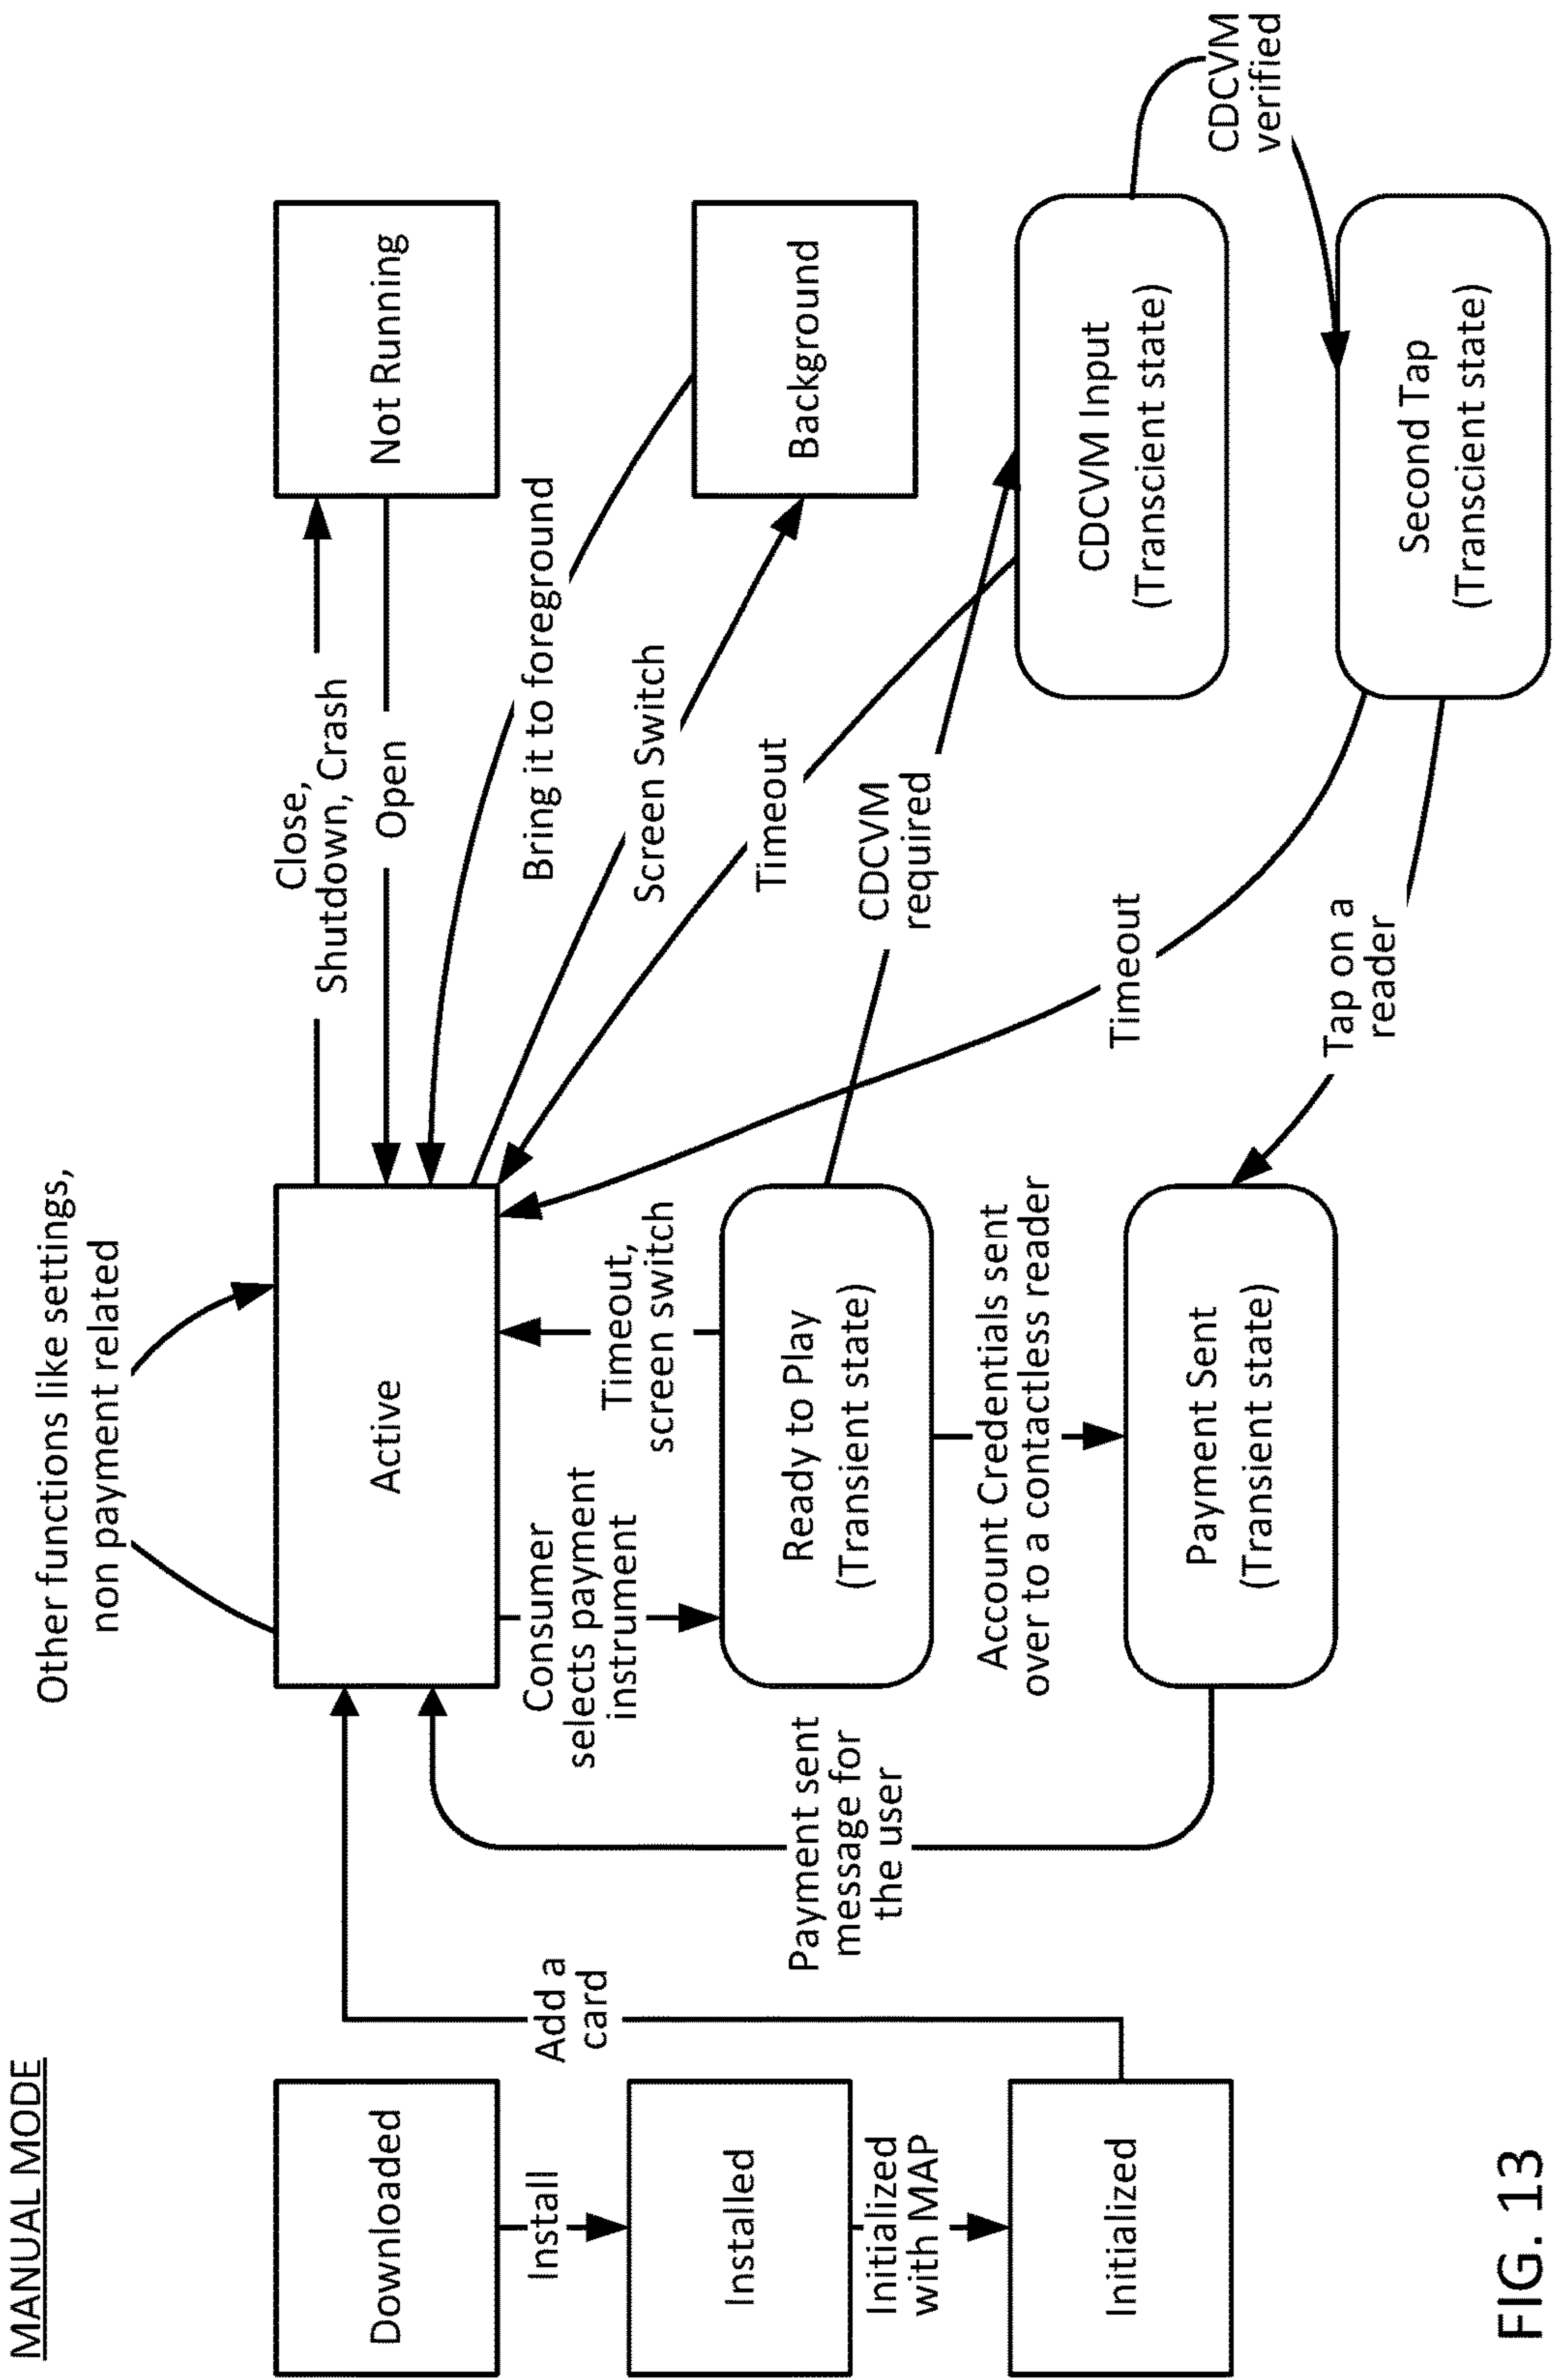 MANUAL MODE
Other functions like settings,
non payment related
Downloaded
Install
Installed
Initialized
with MAP
Initialized
Add a
card
Payment sent
message for
the user
Active
Consumer
selects payment
instrument
Timeout,
screen switch
Ready to Play
(Transient state)
Account Credentials sent
over to a contactless reader
Payment Sent
(Transient state)
Close,
Shutdown, Crash
Open
Bring it to foreground
Screen Switch
Timeout
CDCVM
required
Timeout
Tap on a
reader
Not Running
Background
CDCVM Input
(Transcient state)
CDCVM
verified
Second Tap
(Transcient state)
FIG. 13